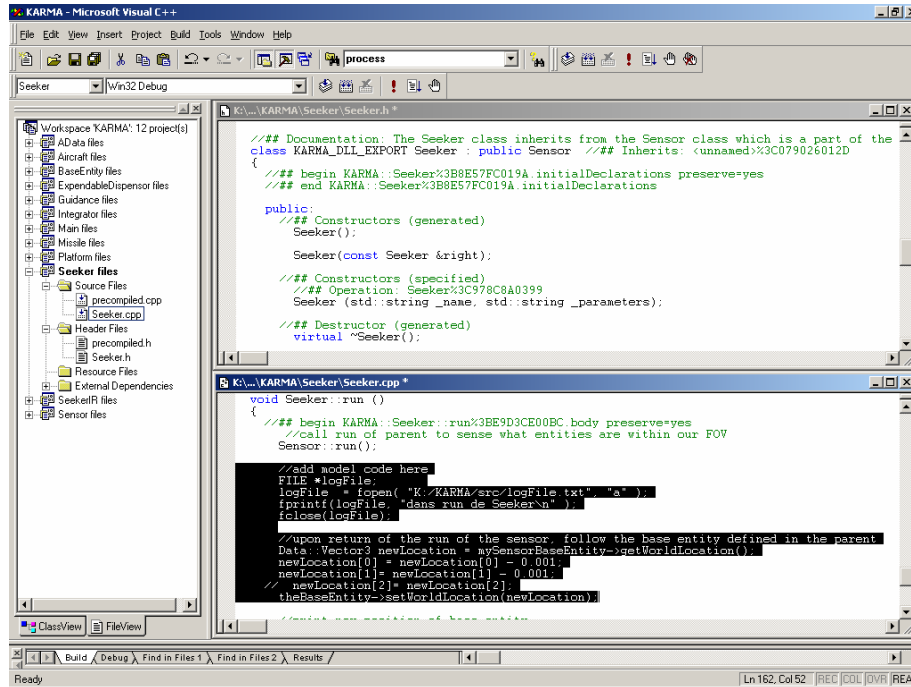 KARMA - Microsoft Visual C++
File Edit View Insert Project Build Tools Window Help
process
Seeker Win32 Debug
Workspace 'KARMA': 12 project(s)
AData files
Aircraft files
BaseEntity files
ExpendableDispensor files
Guidance files
Integrator files
Main files
Missile files
Platform files
Seeker files
Source Files
precompiled.cpp
Seeker.cpp
Header Files
precompiled.h
Seeker.h
Resource Files
External Dependencies
SeekerIR files
Sensor files
ClassView FileView
K:\...\KARMA\Seeker\Seeker.h *
//## Documentation: The Seeker class inherits from the Sensor class which is a part of the
class KARMA_DLL_EXPORT Seeker : public Sensor //## Inherits: <unnamed>%3C079026012D
{
//## begin KARMA::Seeker%3B8E57FC019A.initialDeclarations preserve=yes
//## end KARMA::Seeker%3B8E57FC019A.initialDeclarations
public:
//## Constructors (generated)
Seeker();
Seeker(const Seeker &right);
//## Constructors (specified)
//## Operation: Seeker%3C978C8A0399
Seeker (std::string _name, std::string _parameters);
//## Destructor (generated)
virtual ~Seeker();
K:\...\KARMA\Seeker\Seeker.cpp *
void Seeker::run ()
{
//## begin KARMA::Seeker::run%3BE9D3CE00BC.body preserve=yes
//call run of parent to sense what entities are within our FOV
Sensor::run();
//add model code here
FILE *logFile;
logFile = fopen( "K:/KARMA/src/logFile.txt", "a" );
fprintf(logFile, "dans run de Seeker\n" );
fclose(logFile);
//upon return of the run of the sensor, follow the base entity defined in the parent
Data::Vector3 newLocation = mySensorBaseEntity->getWorldLocation();
newLocation[0] = newLocation[0] - 0.001;
newLocation[1]= newLocation[1] - 0.001;
// newLocation[2]= newLocation[2];
theBaseEntity->setWorldLocation(newLocation);
Build Debug Find in Files 1 Find in Files 2 Results
Ready Ln 162, Col 52 REC COL OVR REA